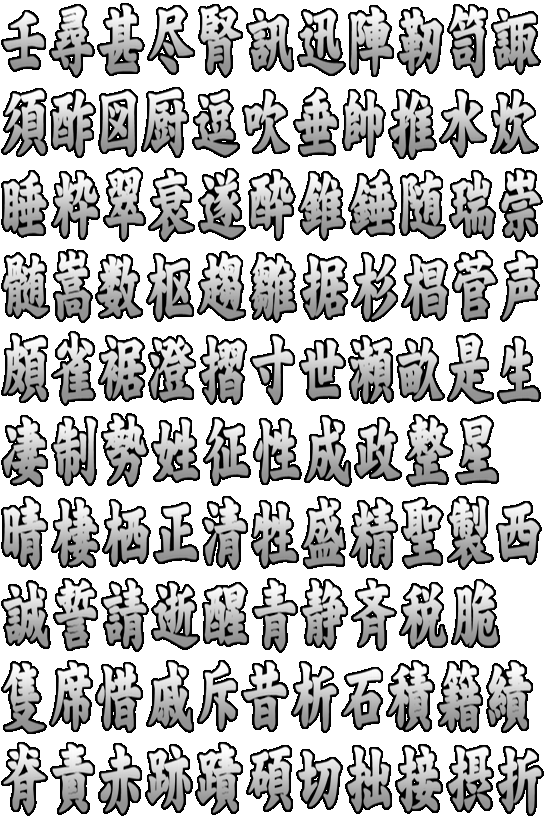 壬尋甚尽腎訊迅陣靭笥諏
須酢図厨逗吹垂帥推水炊
睡粋翠衰遂酔錐錘随瑞崇
髄嵩数枢趨雛据杉椙菅声
頗雀裾澄摺寸世瀬畝是生
凄制勢姓征性成政整星
晴棲栖正清牲盛精聖製西
誠誓請逝醒青静斉税脆
隻席惜戚斥昔析石積籍績
脊責赤跡蹟碩切拙接摂折